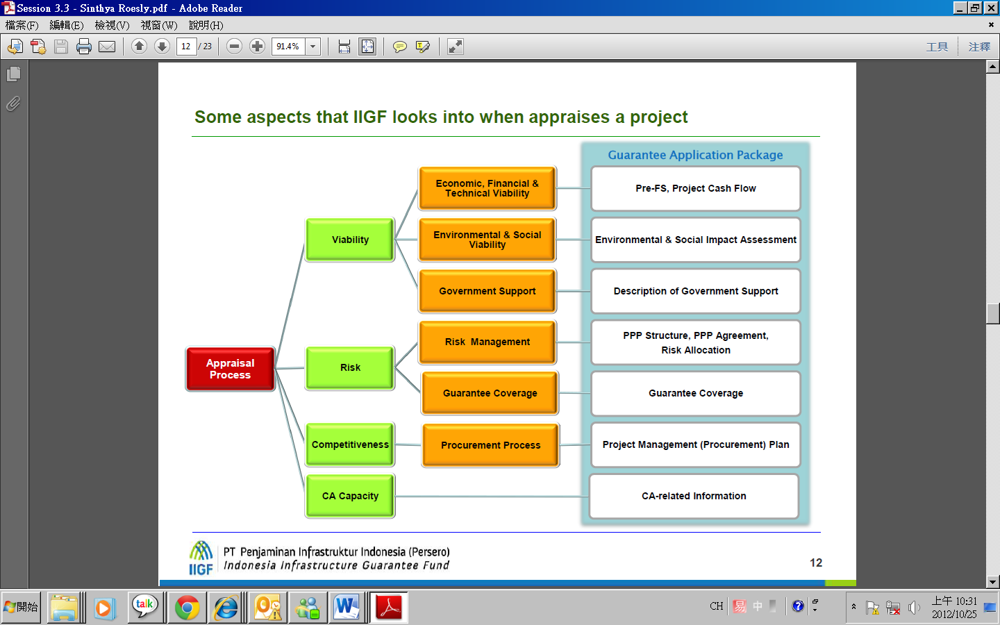 Session 3.3 - Sinthya Roesly.pdf - Adobe Reader
檔案(F) 編輯(E) 檢視(V) 視窗(W) 說明(H)
12 / 23 91.4% 工具 注釋
Some aspects that IIGF looks into when appraises a project
Guarantee Application Package
Economic, Financial &
Technical Viability
Pre-FS, Project Cash Flow
Viability
Environmental & Social
Viability
Environmental & Social Impact Assessment
Government Support
Description of Government Support
Appraisal
Process
Risk
Risk Management
PPP Structure, PPP Agreement,
Risk Allocation
Guarantee Coverage
Guarantee Coverage
Competitiveness
Procurement Process
Project Management (Procurement) Plan
CA Capacity
CA-related Information
IIGF
PT Penjaminan Infrastruktur Indonesia (Persero)
Indonesia Infrastructure Guarantee Fund
12
開始
talk
CH 易 中
上午 10:31
2012/10/25